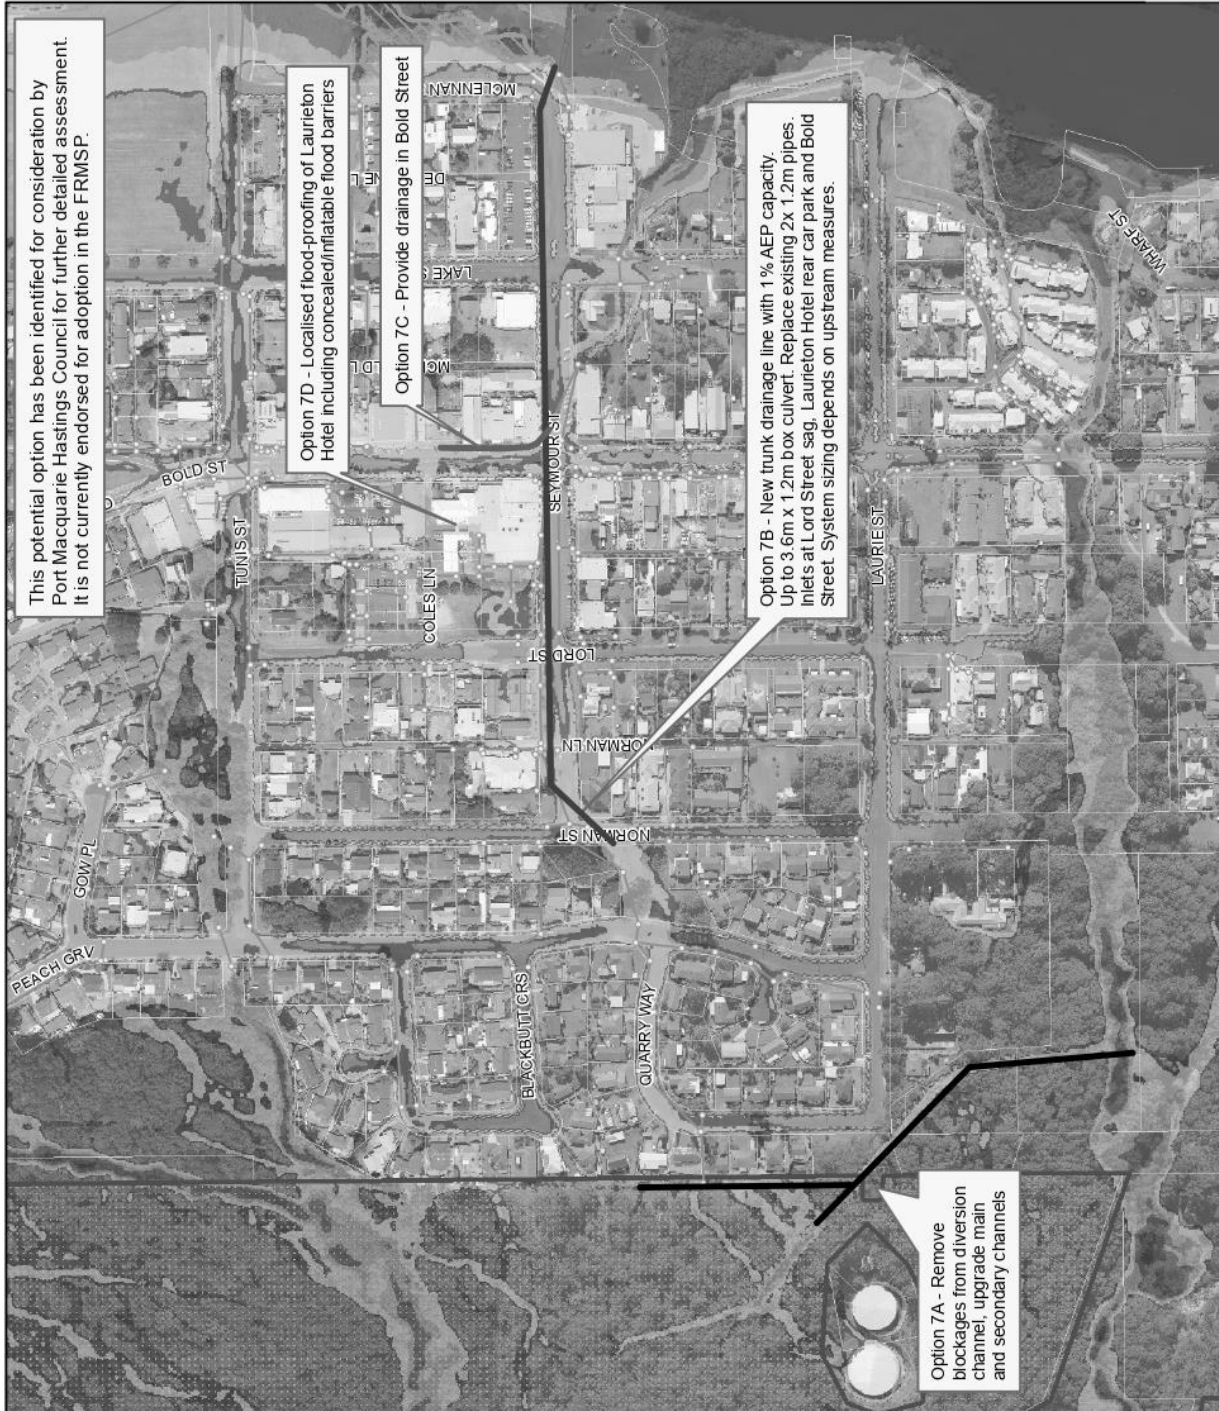 This potential option has been identified for consideration by
Port Macquarie Hastings Council for further detailed assessment.
It is not currently endorsed for adoption in the FRMSP.
Option 7D - Localised flood-proofing of Laurieton
Hotel including concealed/inflatable flood barriers
Option 7C - Provide drainage in Bold Street
Option 7B - New trunk drainage line with 1 % AEP capacity.
Up to 3.6m x 1.2m box culvert. Replace existing 2x 1.2m pipes.
Inlets at Lord Street sag, Laurieton Hotel rear car park and Bold
Street. System sizing depends on upstream measures.
Option 7A - Remove
blockages from diversion
channel, upgrade main
and secondary channels
PEACH GRV
GOW PL
TUNIS ST
BOLD ST
COLES LN
LORD ST
NORMAN LN
NORMAN ST
SEYMOUR ST
LAURIE ST
WHARF ST
BLACKBUTT CRS
QUARRY WAY
LAKE S
MCLENNAN
DE
NE L
MC
LD L